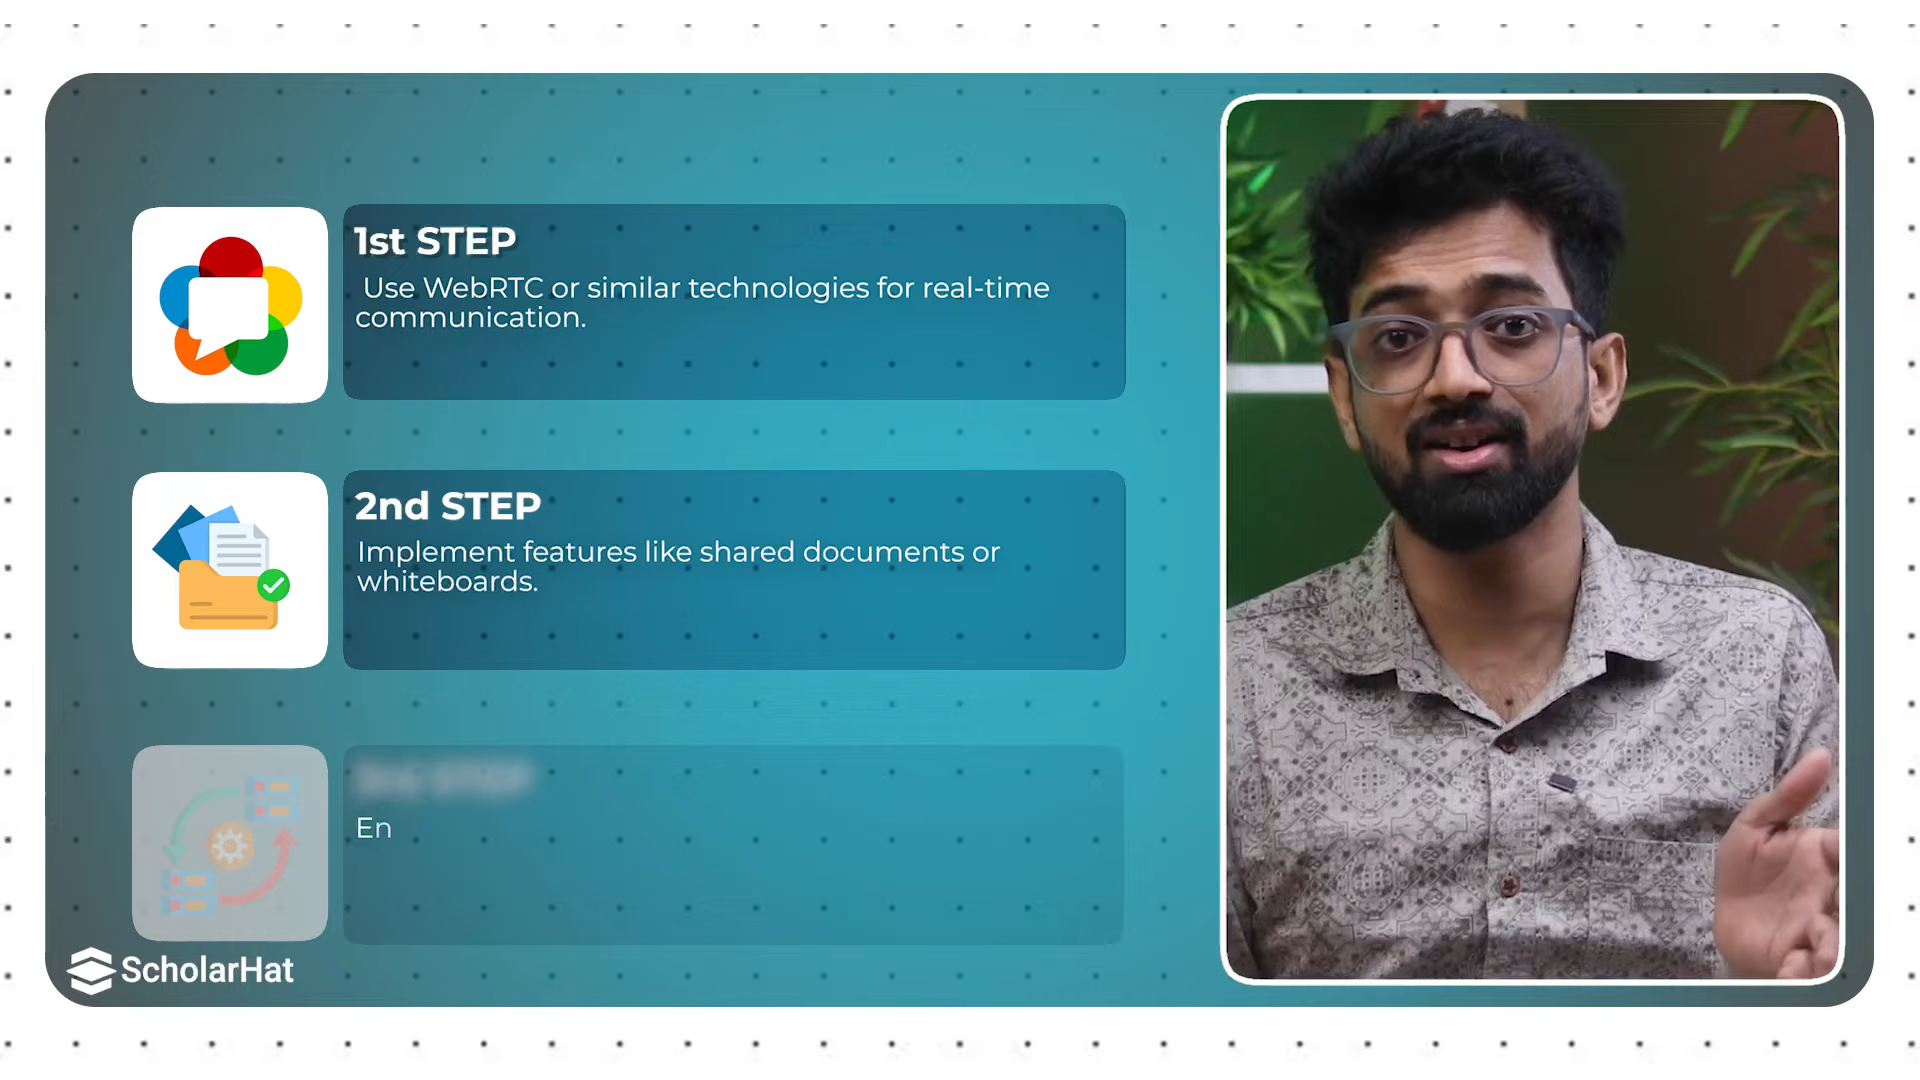 1st STEP
Use WebRTC or similar technologies for real-time
communication.
2nd STEP
Implement features like shared documents or
whiteboards.
En
ScholarHat